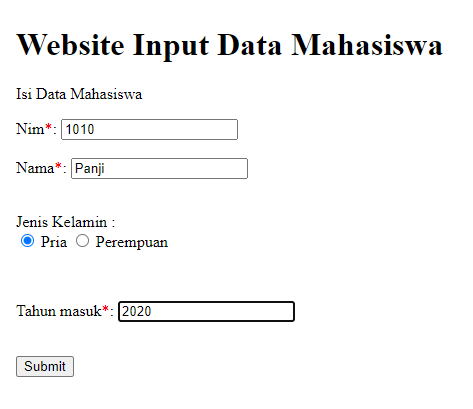 Website Input Data Mahasiswa
Isi Data Mahasiswa
Nim*: 1010
Nama*: Panji
Jenis Kelamin :
Pria Perempuan
Tahun masuk*: 2020
Submit